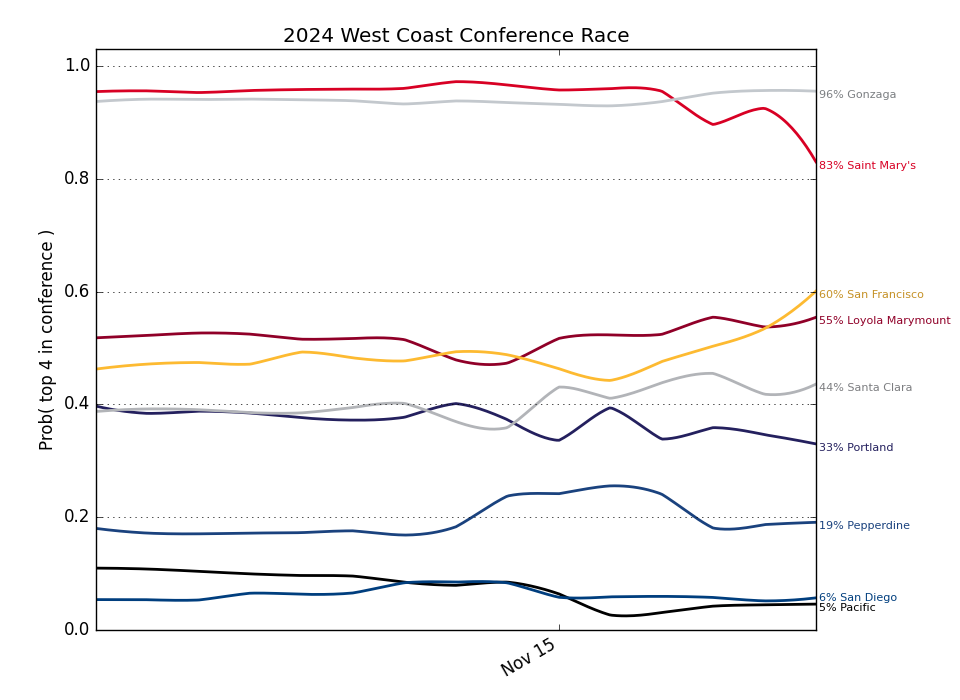 2024 West Coast Conference Race
1.0
0.8
0.6
0.4
0.2
0.0
Prob( top 4 in conference )
Nov 15
96% Gonzaga
83% Saint Mary's
60% San Francisco
55% Loyola Marymount
44% Santa Clara
33% Portland
19% Pepperdine
6% San Diego
5% Pacific